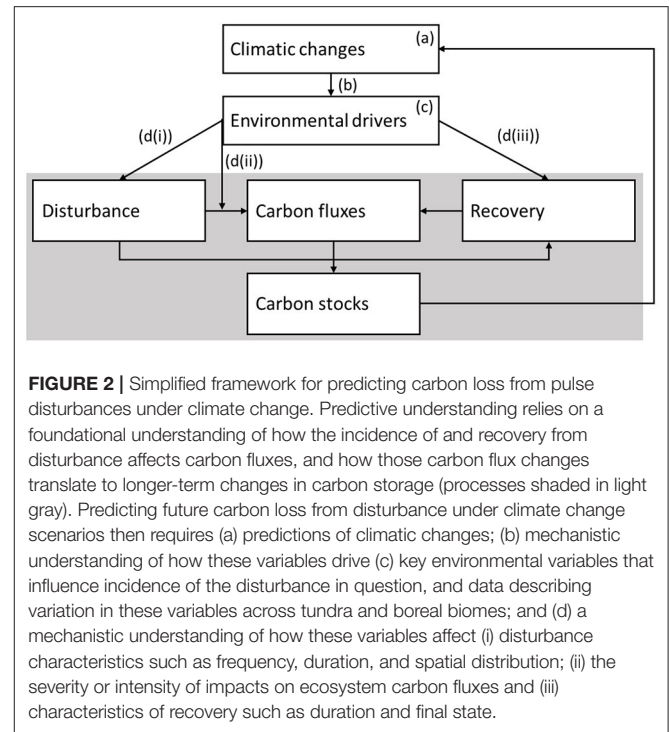 Climatic changes
(a)
(b)
Environmental drivers
(c)
(d(i))
(d(ii))
(d(iii))
Disturbance
Carbon fluxes
Recovery
Carbon stocks
FIGURE 2 | Simplified framework for predicting carbon loss from pulse
disturbances under climate change. Predictive understanding relies on a
foundational understanding of how the incidence of and recovery from
disturbance affects carbon fluxes, and how those carbon flux changes
translate to longer-term changes in carbon storage (processes shaded in light
gray). Predicting future carbon loss from disturbance under climate change
scenarios then requires (a) predictions of climatic changes; (b) mechanistic
understanding of how these variables drive (c) key environmental variables that
influence incidence of the disturbance in question, and data describing
variation in these variables across tundra and boreal biomes; and (d) a
mechanistic understanding of how these variables affect (i) disturbance
characteristics such as frequency, duration, and spatial distribution; (ii) the
severity or intensity of impacts on ecosystem carbon fluxes and (iii)
characteristics of recovery such as duration and final state.